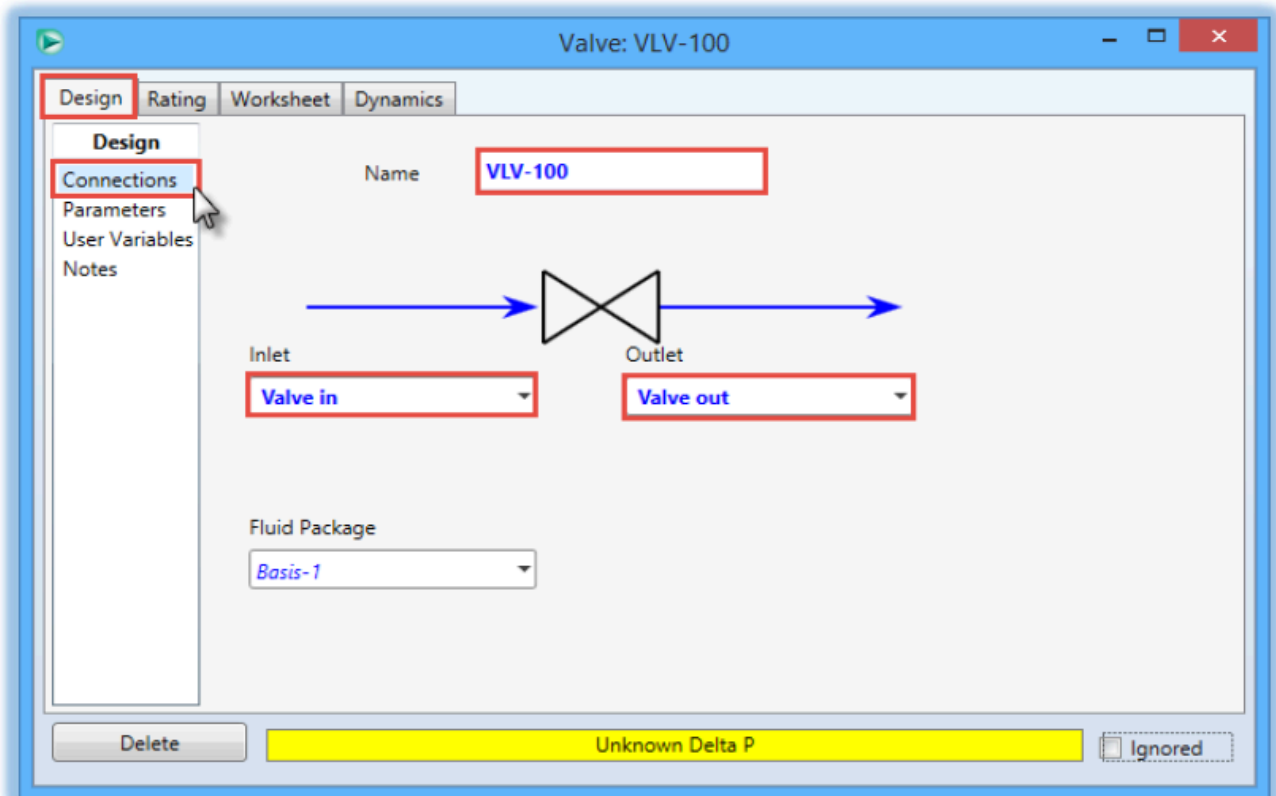 Valve: VLV-100
Design Rating Worksheet Dynamics
Design
Connections
Parameters
User Variables
Notes
Name VLV-100
Inlet Outlet
Valve in Valve out
Fluid Package
Basis-1
Delete Unknown Delta P Ignored